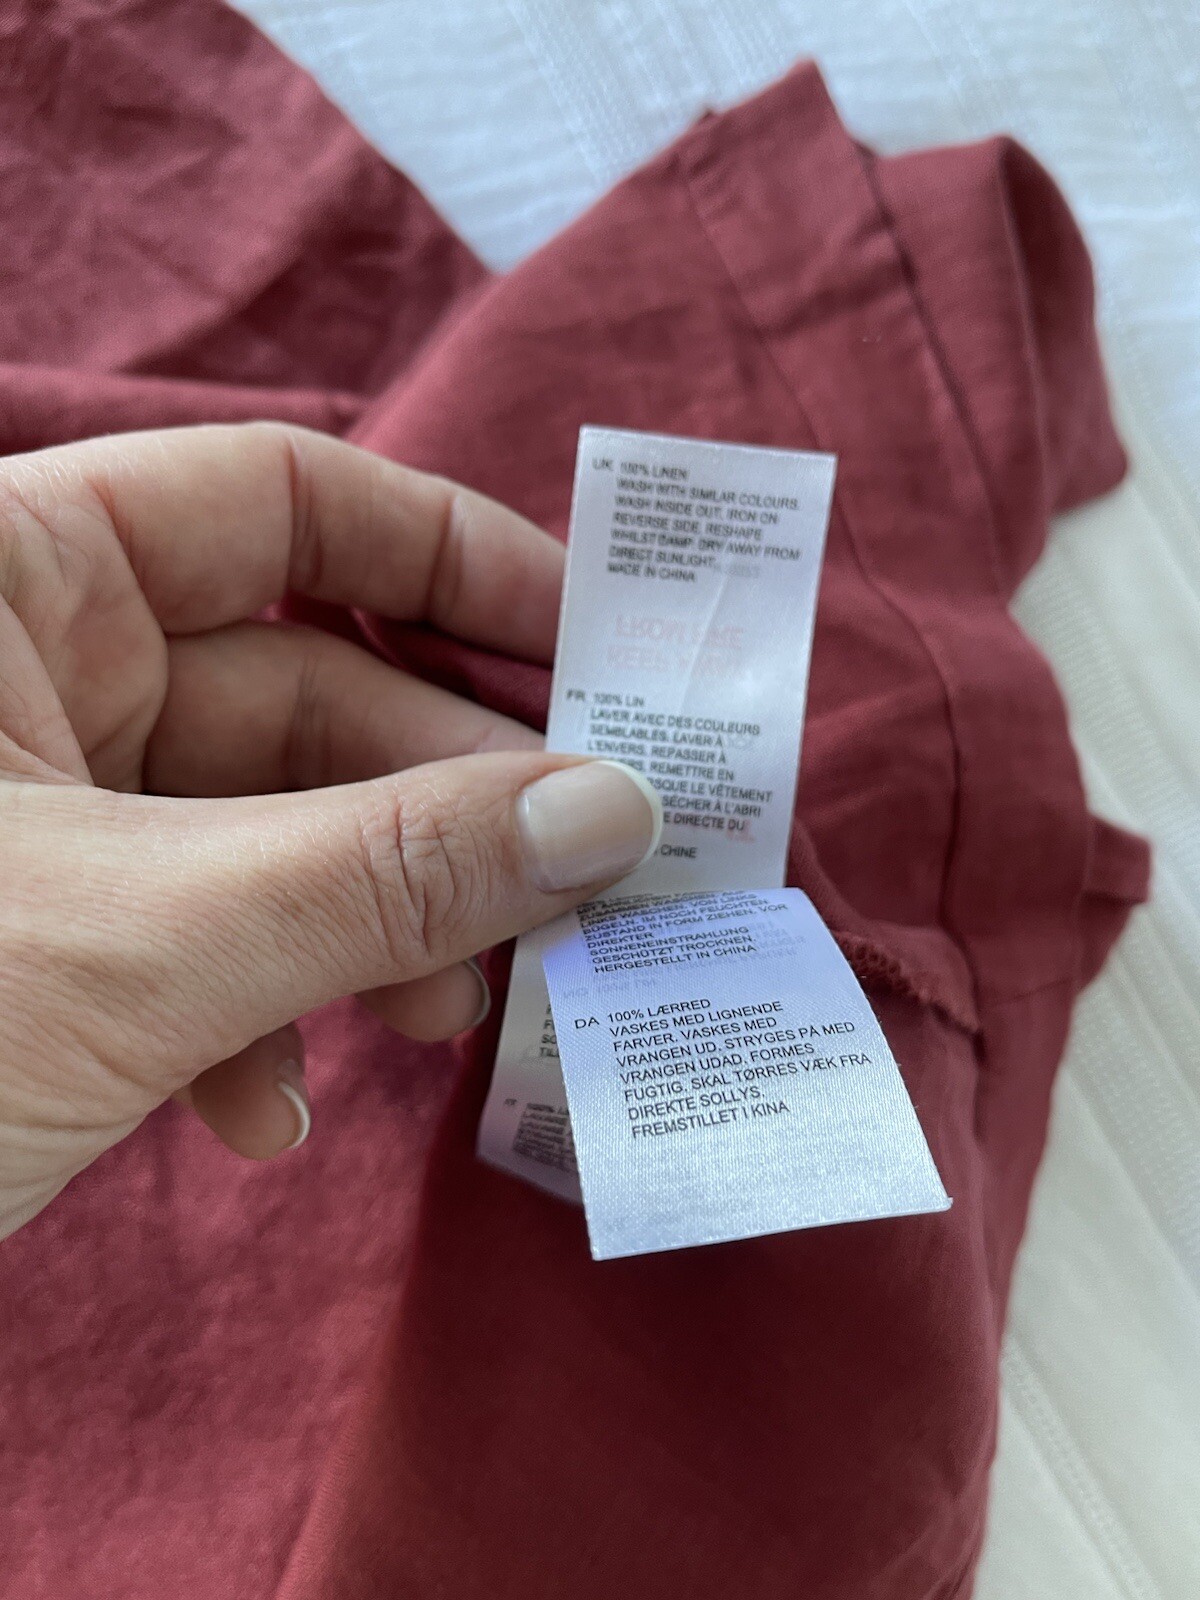 UK 100% LINEN
WASH WITH SIMILAR COLOURS.
WASH INSIDE OUT, IRON ON
REVERSE SIDE, RESHAPE
WHILST DAMP. DRY AWAY FROM
DIRECT SUNLIGHT.
MADE IN CHINA
FR 100% LIN
LAVER AVEC DES COULEURS
SEMBLABLES. LAVER À
L'ENVERS, REPASSER À
REMETTRE EN
LE VÊTEMENT
SÉCHER À L'ABRI
DIRECTE DU
CHINE
ZUSAMMEN WASCHEN. VON LINKS
BÜGELN. IM NOCH FEUCHTEN
ZUSTAND IN FORM ZIEHEN. VOR
DIREKTER
SONNENEINSTRAHLUNG
GESCHÜTZT TROCKNEN.
HERGESTELLT IN CHINA
DA 100% LÆRRED
VASKES MED LIGNENDE
FARVER. VASKES MED
VRANGEN UD, STRYGES PÅ MED
VRANGEN UDAD, FORMES
FUGTIG. SKAL TØRRES VÆK FRA
DIREKTE SOLLYS.
FREMSTILLET I KINA